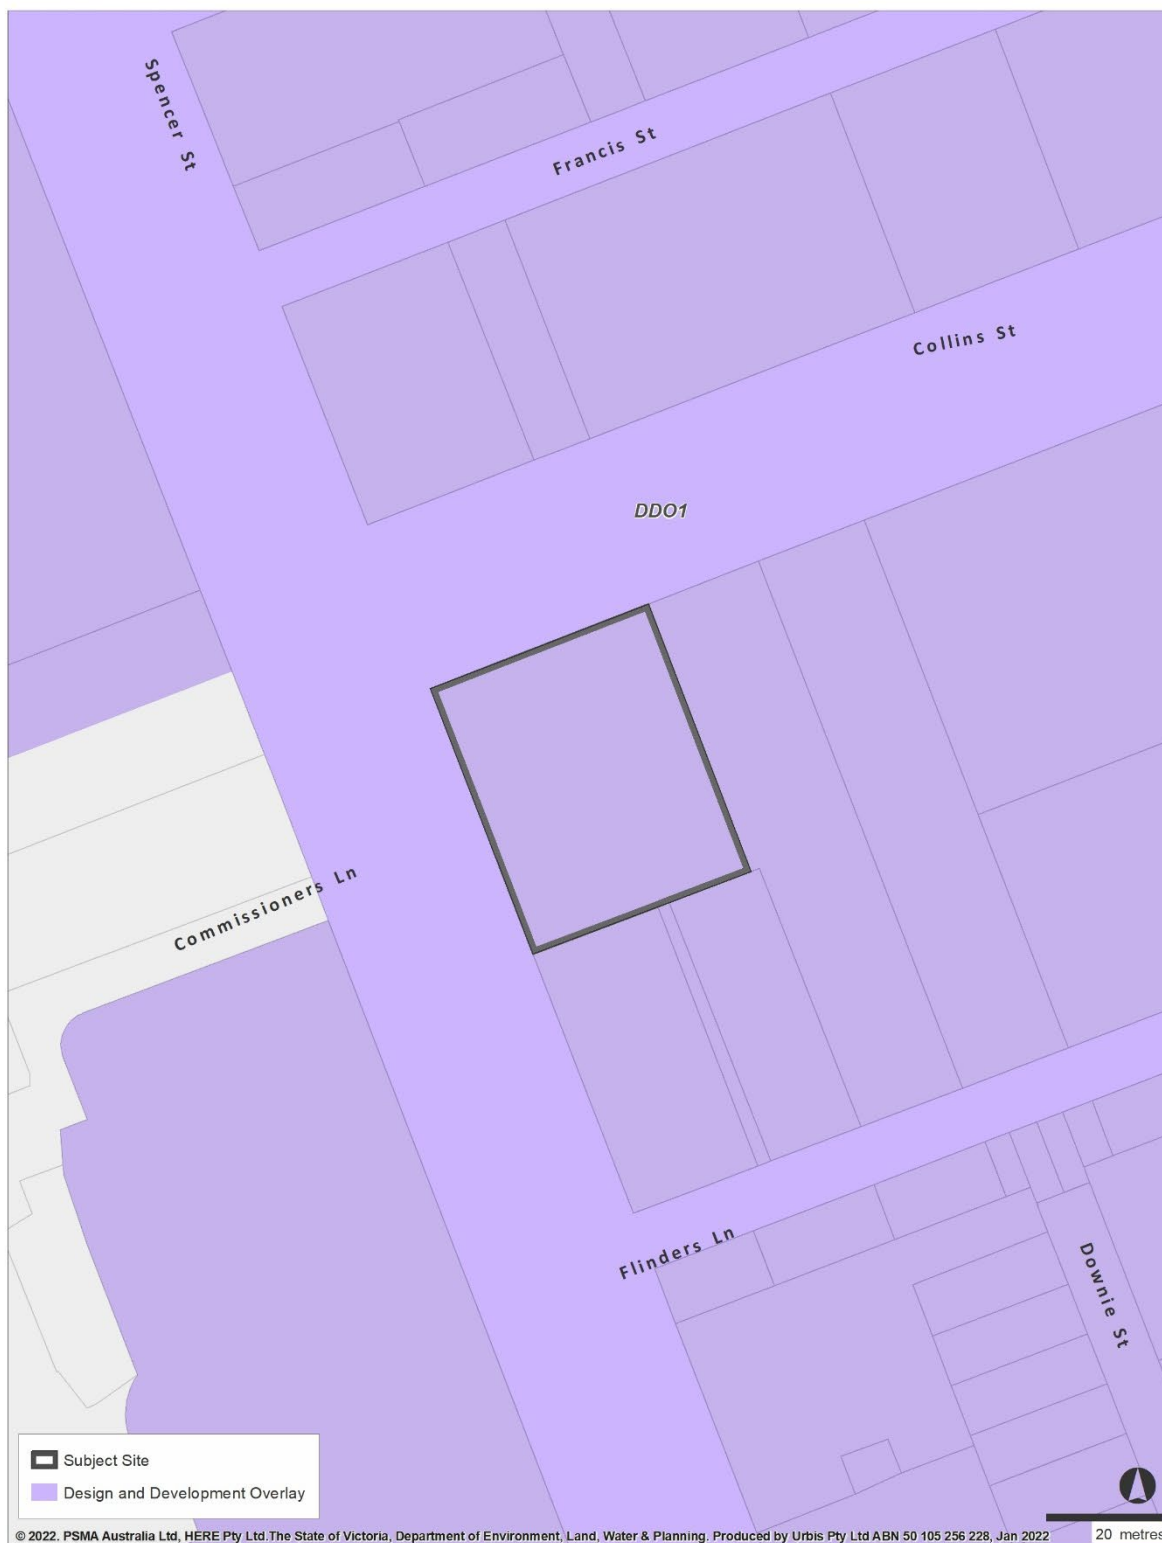 Spencer St
Francis St
Collins St
DDO1
Commissioners Ln
Flinders Ln
Downie St
Subject Site
Design and Development Overlay
© 2022. PSMA Australia Ltd, HERE Pty Ltd.The State of Victoria, Department of Environment, Land, Water & Planning. Produced by Urbis Pty Ltd ABN 50 105 256 228, Jan 2022
20 metres